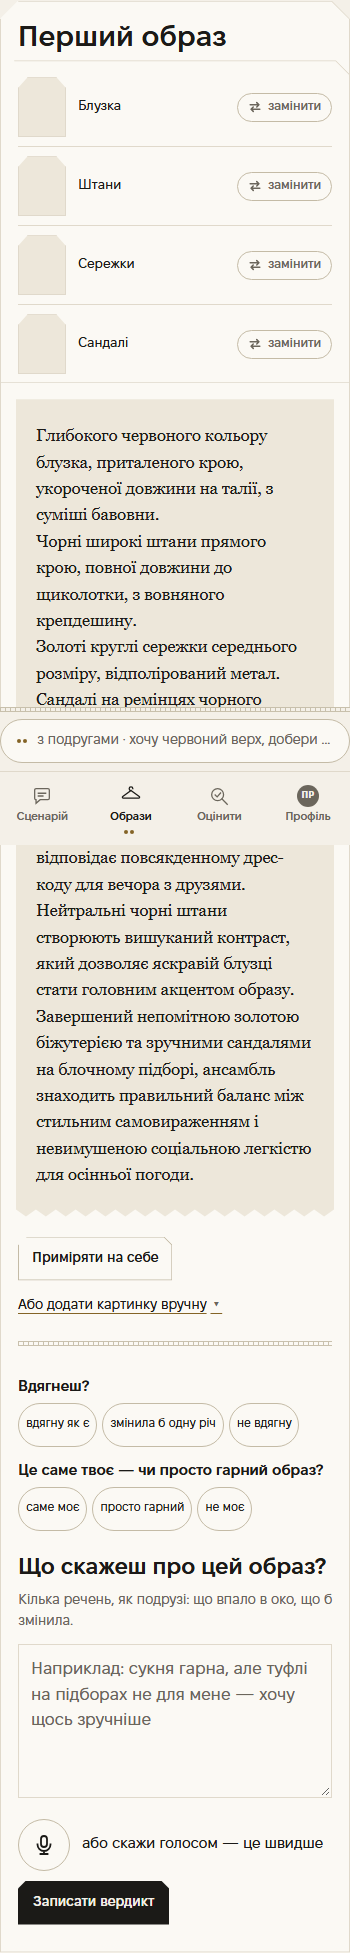 Перший образ
Блузка
замінити
Штани
замінити
Сережки
замінити
Сандалі
замінити
Глибокого червоного кольору
блузка, приталеного крою,
укороченої довжини на талії, з
суміші бавовни.
Чорні широкі штани прямого
крою, повної довжини до
щиколотки, з вовняного
крепдешину.
Золоті круглі сережки середнього
розміру, відполірований метал.
Сандалі на ремінцях чорного
з подругами · хочу червоний верх, добери ...
Сценарій
Образи
Оцінити
ПР
Профіль
відповідає повсякденному дрес-
коду для вечора з друзями.
Нейтральні чорні штани
створюють вишуканий контраст,
який дозволяє яскравій блузці
стати головним акцентом образу.
Завершений непомітною золотою
біжутерією та зручними сандалями
на блочному підборі, ансамбль
знаходить правильний баланс між
стильним самовираженням і
невимушеною соціальною легкістю
для осінньої погоди.
Приміряти на себе
Або додати картинку вручну
Вдягнеш?
вдягну як є
змінила б одну річ
не вдягну
Це саме твоє — чи просто гарний образ?
саме моє
просто гарний
не моє
Що скажеш про цей образ?
Кілька речень, як подрузі: що впало в око, що б
змінила.
Наприклад: сукня гарна, але туфлі
на підборах не для мене — хочу
щось зручніше
або скажи голосом — це швидше
Записати вердикт